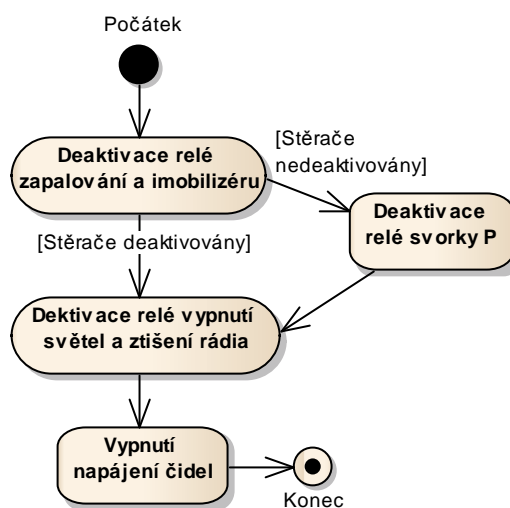 Počátek
Deaktivace relé
zapalování a imobilizéru
[Stěrače
nedeaktivovány]
Deaktivace
relé svorky P
[Stěrače deaktivovány]
Dektivace relé vypnutí
světel a ztišení rádia
Vypnutí
napájení čidel
Konec